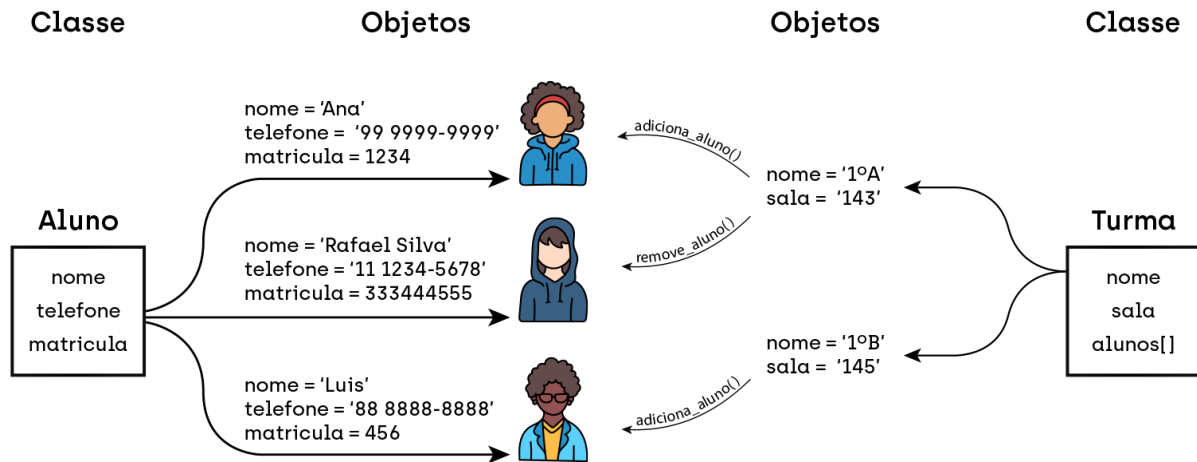 Classe
Objetos
Objetos
Classe
nome = 'Ana'
telefone = '99 9999-9999'
matricula = 1234
adiciona_aluno()
nome = '1ºA'
sala = '143'
Aluno
nome
telefone
matricula
nome = 'Rafael Silva'
telefone = '11 1234-5678'
matricula = 333444555
remove_aluno()
Turma
nome
sala
alunos[ ]
nome = '1ºB'
sala = '145'
nome = 'Luis'
telefone = '88 8888-8888'
matricula = 456
adiciona_aluno()